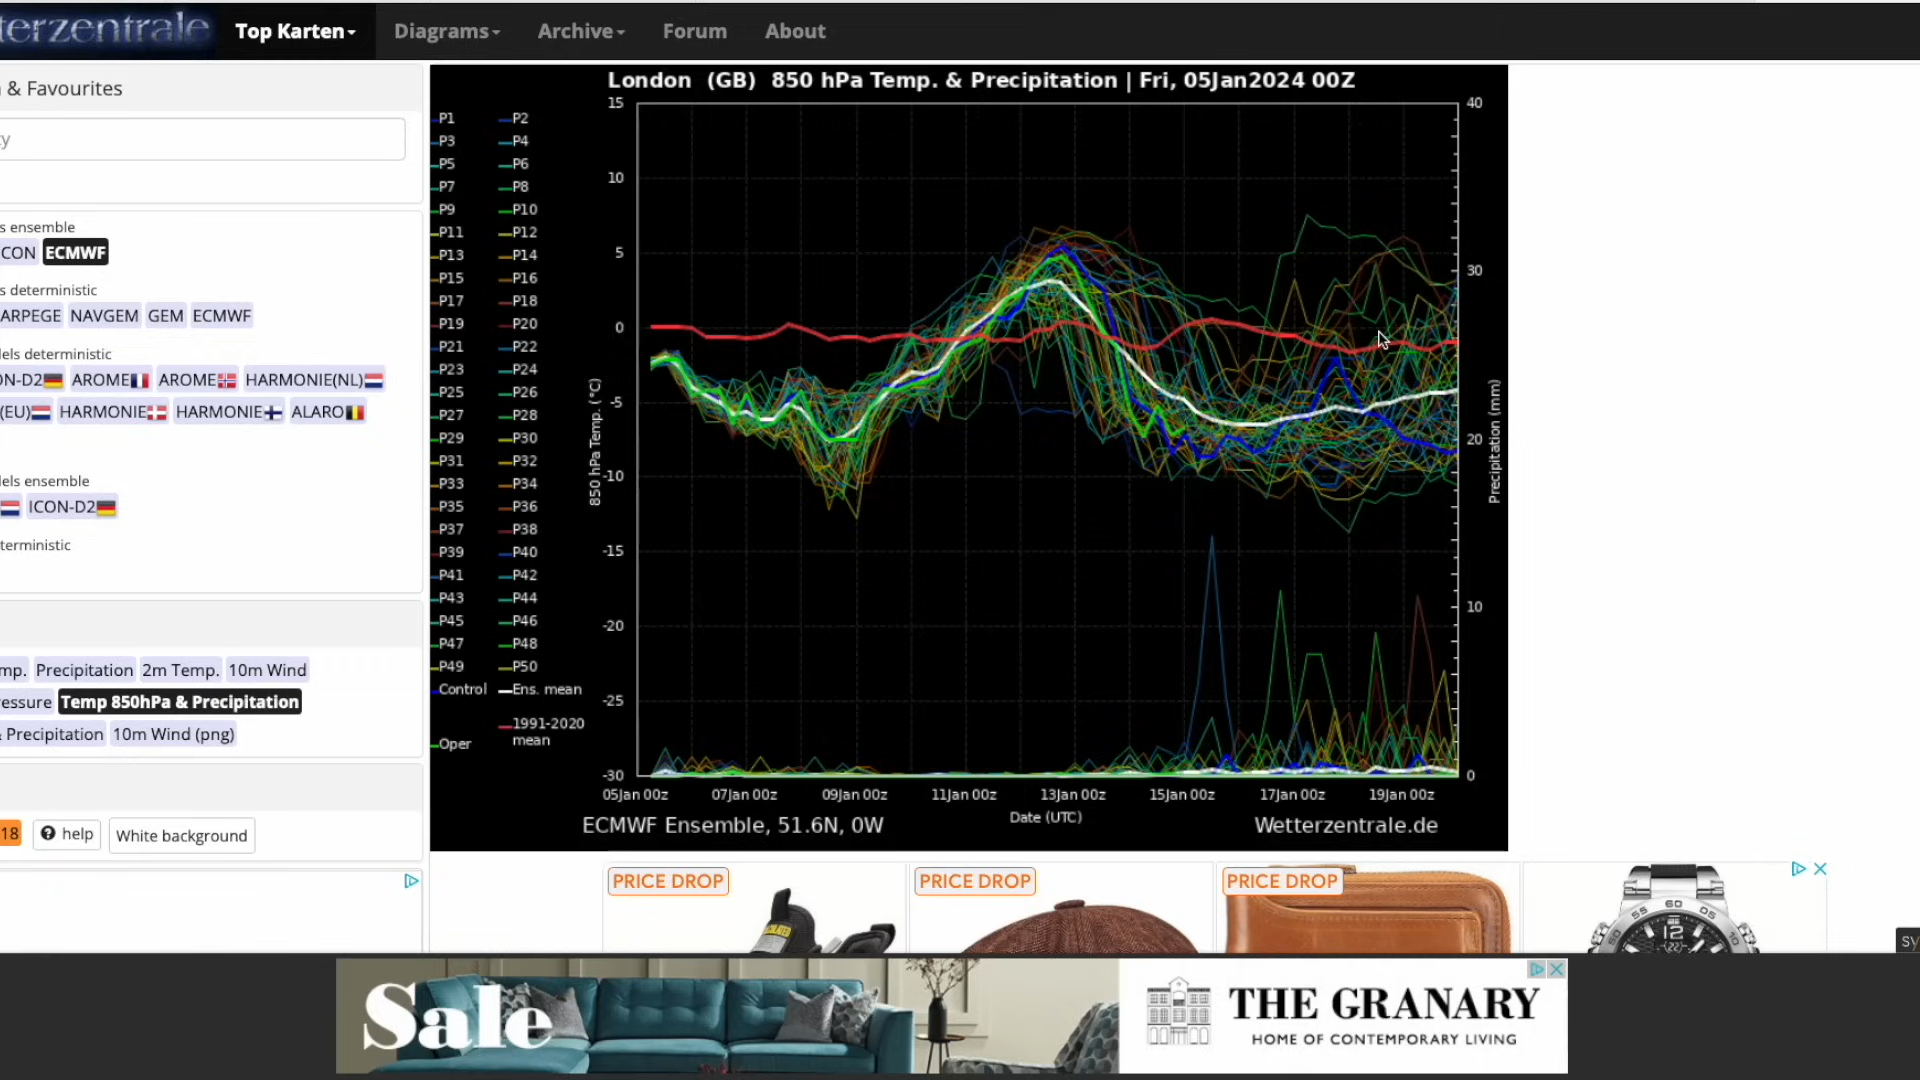 terzentrale Top Karten Diagrams Archive Forum About
& Favourites
y
s ensemble
CON ECMWF
s deterministic
ARPEGE NAVGEM GEM ECMWF
els deterministic
N-D2 AROME AROME HARMONIE(NL)
(EU) HARMONIE HARMONIE ALARO
els ensemble
ICON-D2
terministic
mp. Precipitation 2m Temp. 10m Wind
essure Temp 850hPa & Precipitation
& Precipitation 10m Wind (png)
18 help White background
London (GB) 850 hPa Temp. & Precipitation | Fri, 05Jan2024 00Z
P1 P2
P3 P4
P5 P6
P7 P8
P9 P10
P11 P12
P13 P14
P15 P16
P17 P18
P19 P20
P21 P22
P23 P24
P25 P26
P27 P28
P29 P30
P31 P32
P33 P34
P35 P36
P37 P38
P39 P40
P41 P42
P43 P44
P45 P46
P47 P48
P49 P50
Control Ens. mean
1991-2020
mean
Oper
850 hPa Temp. (°C)
15
10
5
0
-5
-10
-15
-20
-25
-30
40
30
20
10
0
Precipitation (mm)
05Jan 00z 07Jan 00z 09Jan 00z 11Jan 00z 13Jan 00z 15Jan 00z 17Jan 00z 19Jan 00z
Date (UTC)
ECMWF Ensemble, 51.6N, 0W Wetterzentrale.de
PRICE DROP PRICE DROP PRICE DROP
sy
Sale
THE GRANARY
HOME OF CONTEMPORARY LIVING